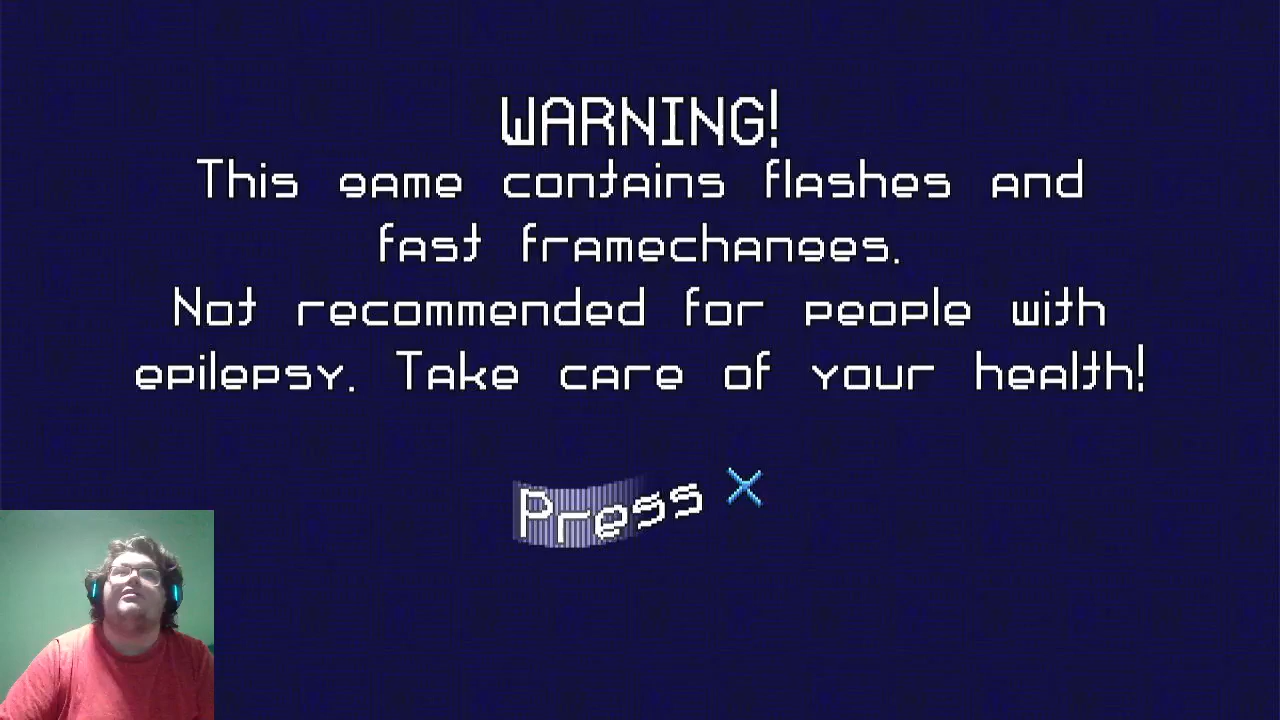 WARNING!
This game contains flashes and
fast framechanges.
Not recommended for people with
epilepsy. Take care of your health!
Press